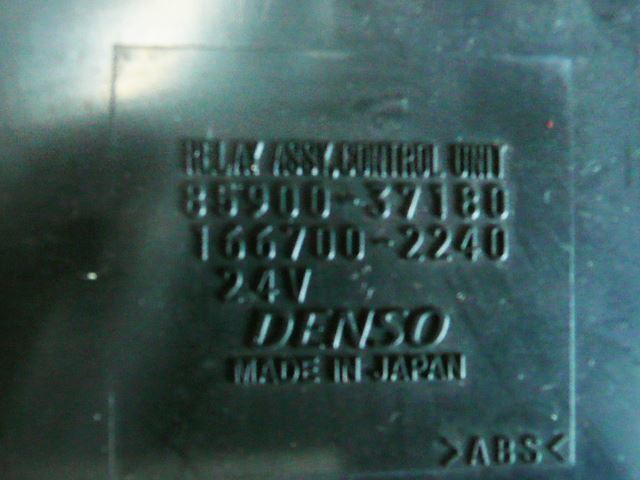 RELAY ASSY,CONTROL UNIT
85900-37180
166700-2240
24V
DENSO
MADE IN JAPAN
>ABS<